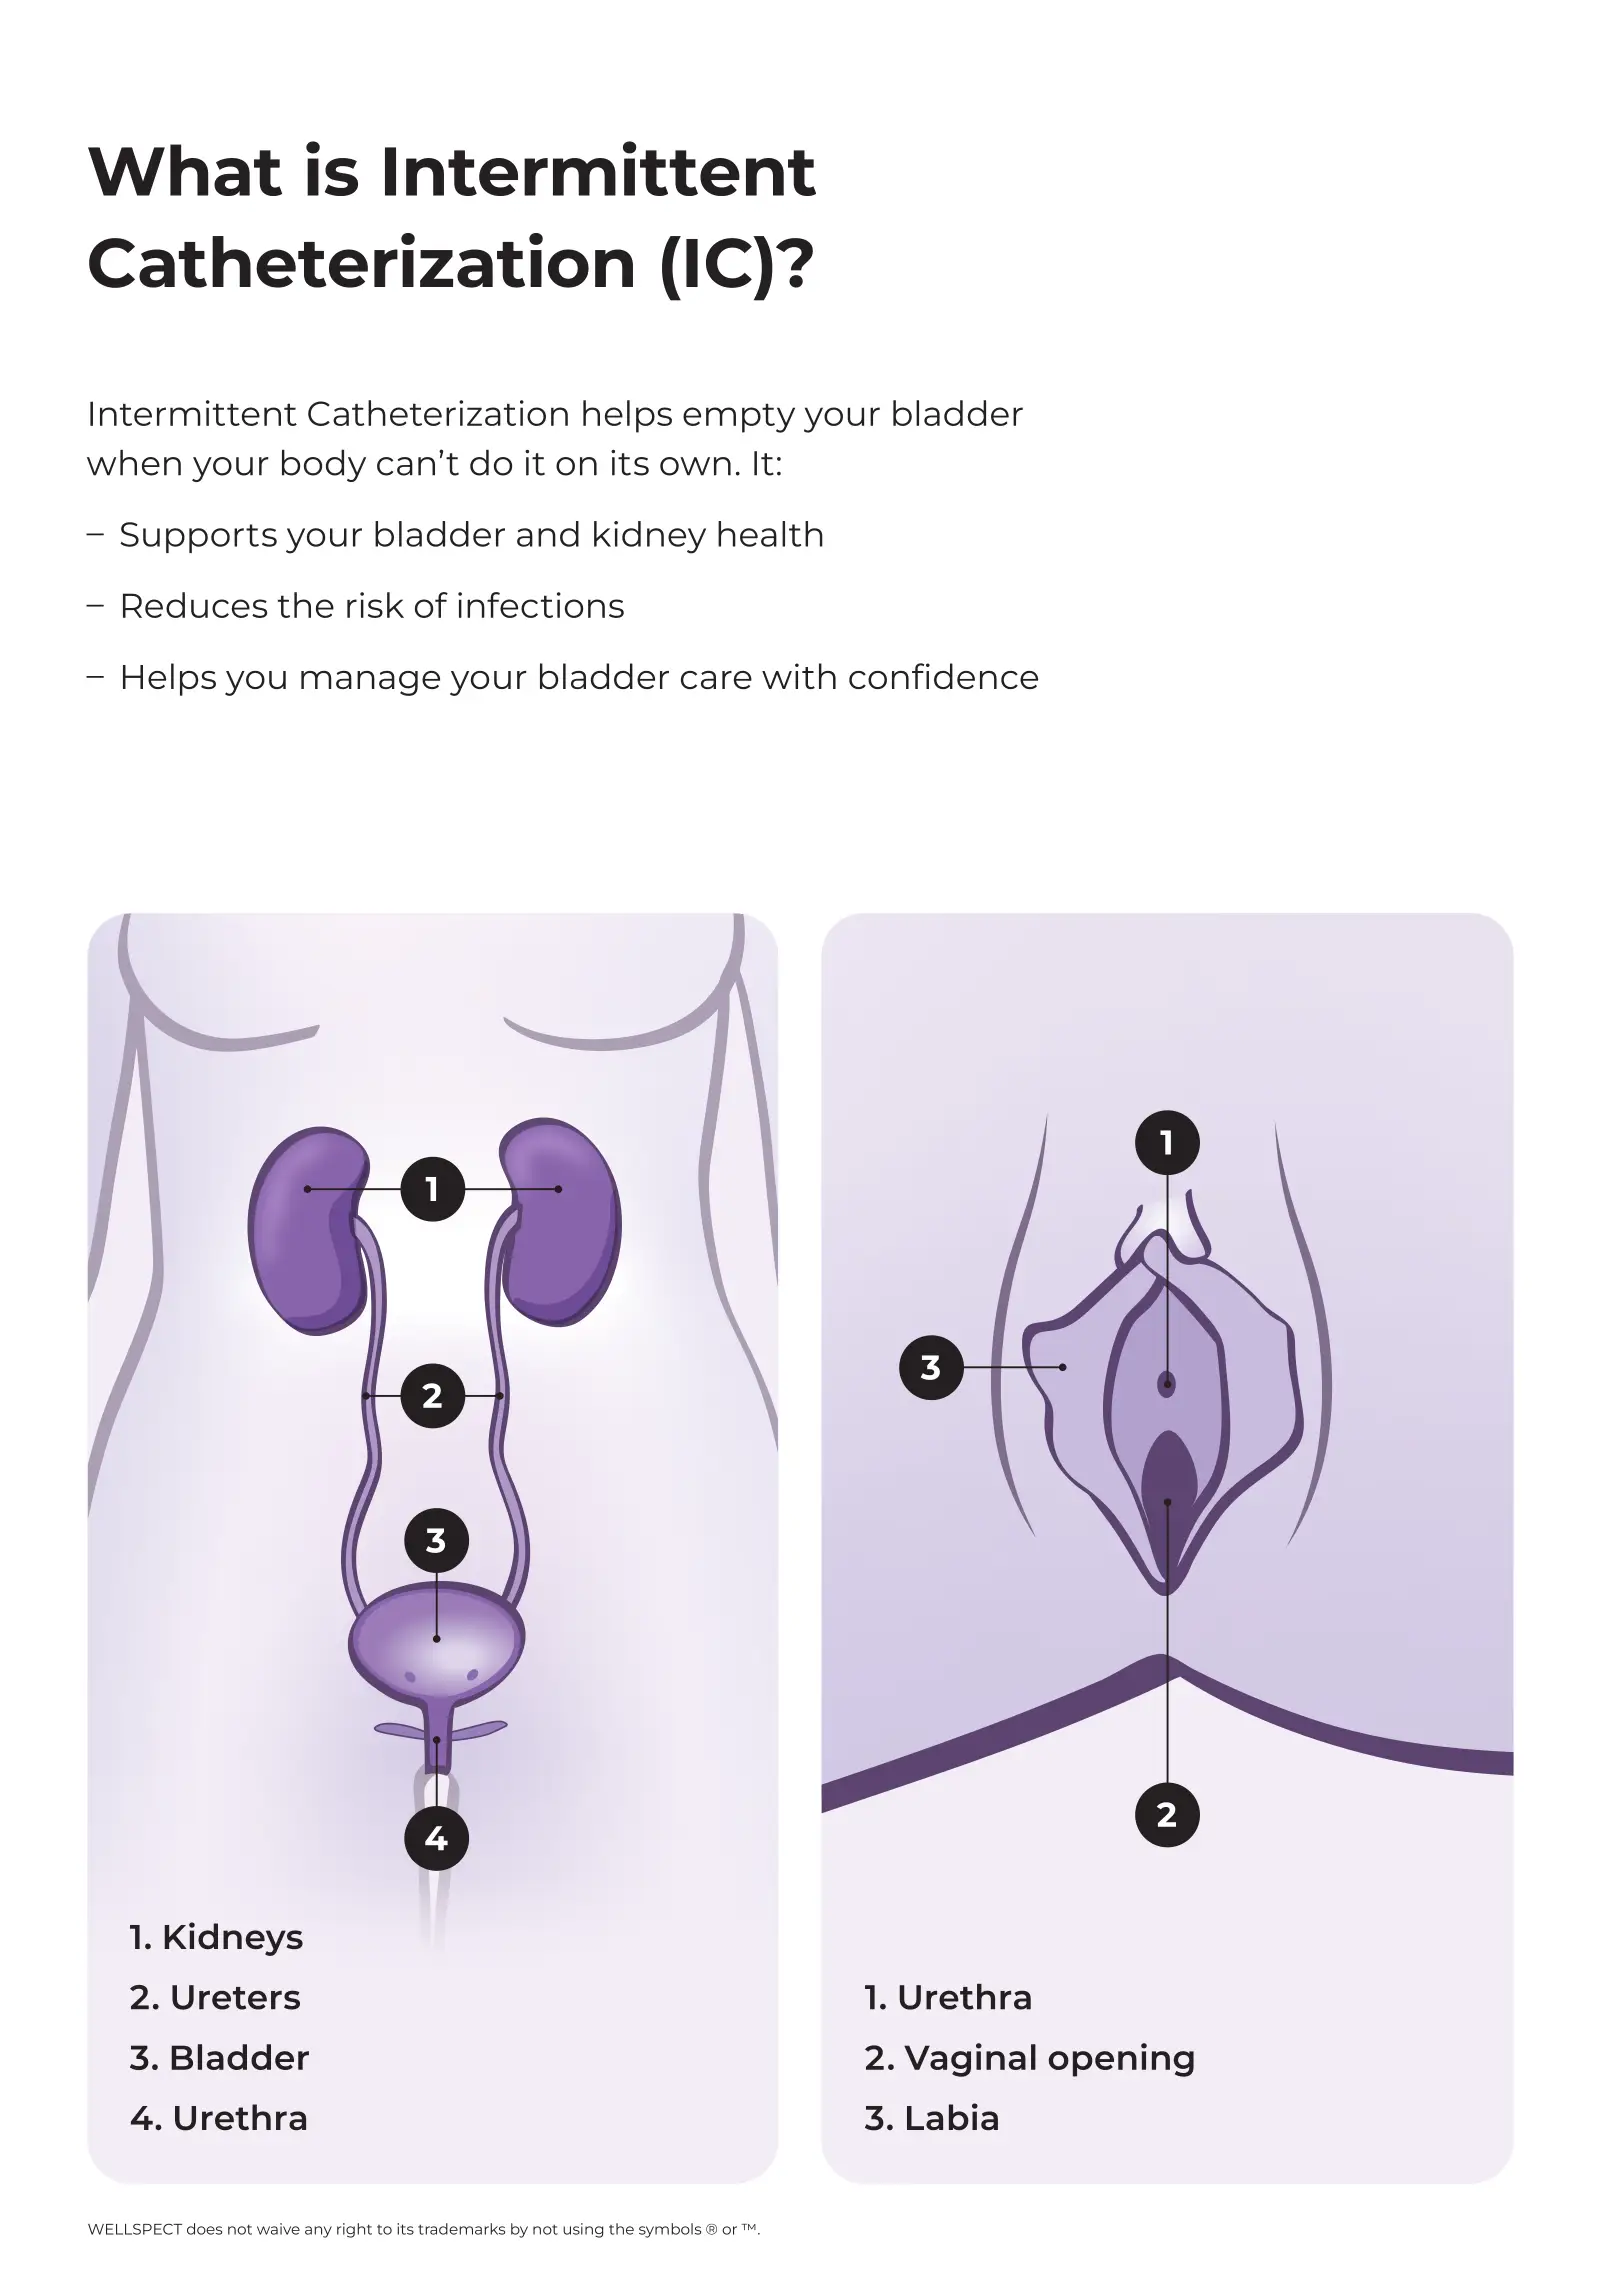 What is Intermittent
Catheterization (IC)?
Intermittent Catheterization helps empty your bladder
when your body can’t do it on its own. It:
– Supports your bladder and kidney health
– Reduces the risk of infections
– Helps you manage your bladder care with confidence
1
2
3
4
1. Kidneys
2. Ureters
3. Bladder
4. Urethra
1
3
2
1. Urethra
2. Vaginal opening
3. Labia
WELLSPECT does not waive any right to its trademarks by not using the symbols ® or ™.